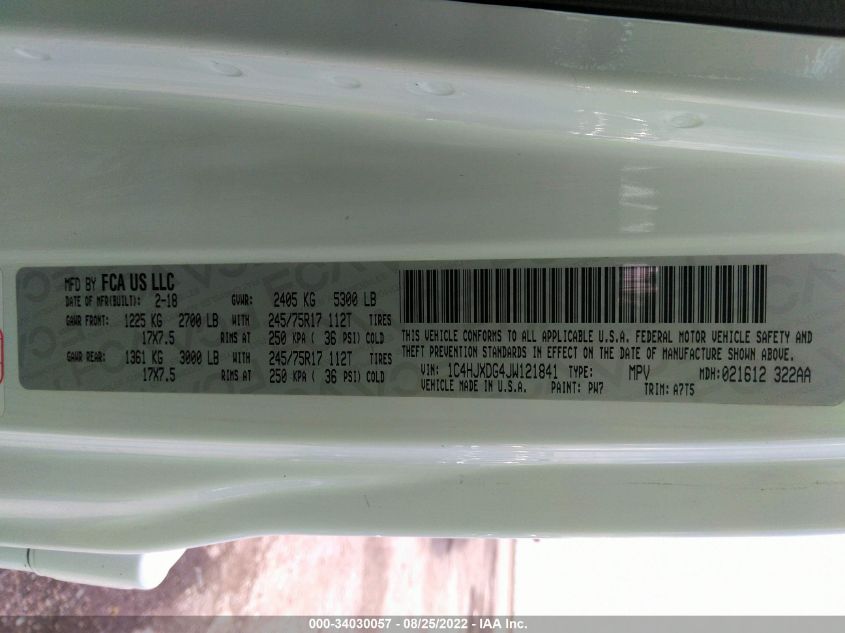 MFD BY FCA US LLC
DATE OF MFR(BUILT): 2-18 GVWR: 2405 KG 5300 LB
GAWR FRONT: 1225 KG 2700 LB WITH 245/75R17 112T TIRES
17X7.5 RIMS AT 250 KPA ( 36 PSI) COLD
GAWR REAR: 1361 KG 3000 LB WITH 245/75R17 112T TIRES
17X7.5 RIMS AT 250 KPA ( 36 PSI) COLD
THIS VEHICLE CONFORMS TO ALL APPLICABLE U.S.A. FEDERAL MOTOR VEHICLE SAFETY AND
THEFT PREVENTION STANDARDS IN EFFECT ON THE DATE OF MANUFACTURE SHOWN ABOVE.
VIN: 1C4HJXDG4JW121841 TYPE: MPV MDH:021612 322AA
VEHICLE MADE IN U.S.A. PAINT: PW7 TRIM: A7T5
000-34030057 - 08/25/2022 - IAA Inc.